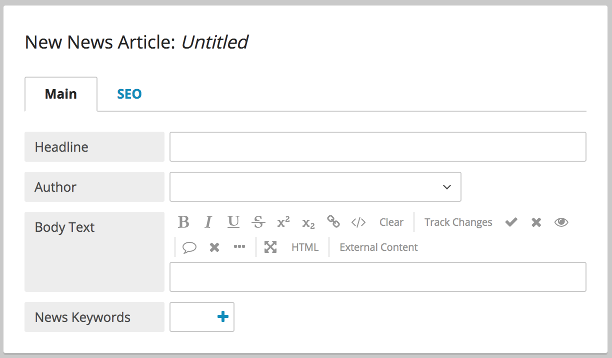 New News Article: Untitled
Main
SEO
Headline
Author
Body Text
B I U S x² x₂ </> Clear Track Changes
HTML External Content
News Keywords